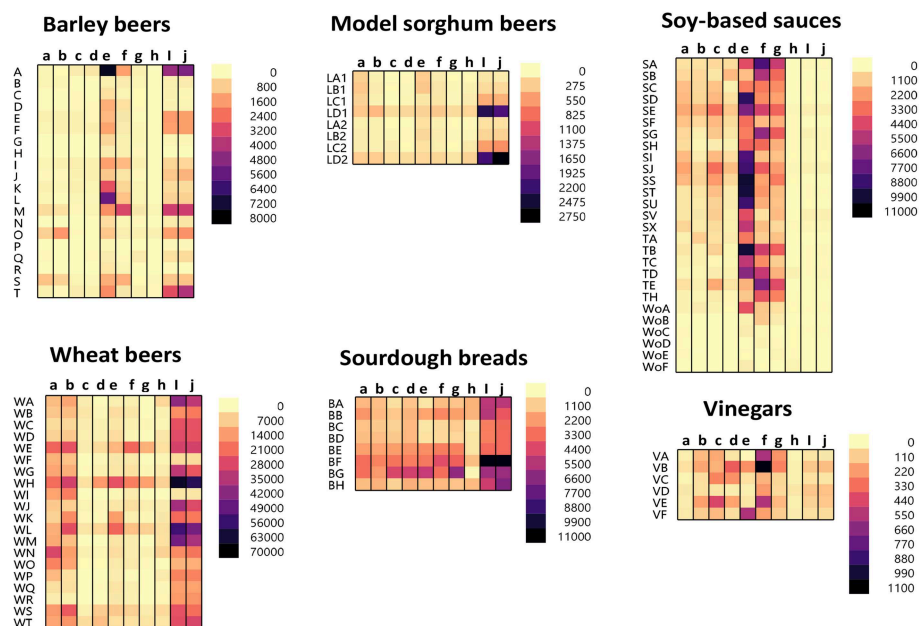 Barley beers
a b c d e f g h I j
A
B
C
D
E
F
G
H
I
J
K
L
M
N
O
P
Q
R
S
T
0
800
1600
2400
3200
4000
4800
5600
6400
7200
8000
Model sorghum beers
a b c d e f g h I j
LA1
LB1
LC1
LD1
LA2
LB2
LC2
LD2
0
275
550
825
1100
1375
1650
1925
2200
2475
2750
Soy-based sauces
a b c d e f g h i j
SA
SB
SC
SD
SE
SF
SG
SH
SI
SJ
SS
ST
SU
SV
SX
TA
TB
TC
TD
TE
TH
WoA
WoB
WoC
WoD
WoE
WoF
0
1100
2200
3300
4400
5500
6600
7700
8800
9900
11000
Wheat beers
a b c d e f g h I j
WA
WB
WC
WD
WE
WF
WG
WH
WI
WJ
WK
WL
WM
WN
WO
WP
WQ
WR
WS
WT
0
7000
14000
21000
28000
35000
42000
49000
56000
63000
70000
Sourdough breads
a b c d e f g h I j
BA
BB
BC
BD
BE
BF
BG
BH
0
1100
2200
3300
4400
5500
6600
7700
8800
9900
11000
Vinegars
a b c d e f g h I j
VA
VB
VC
VD
VE
VF
0
110
220
330
440
550
660
770
880
990
1100